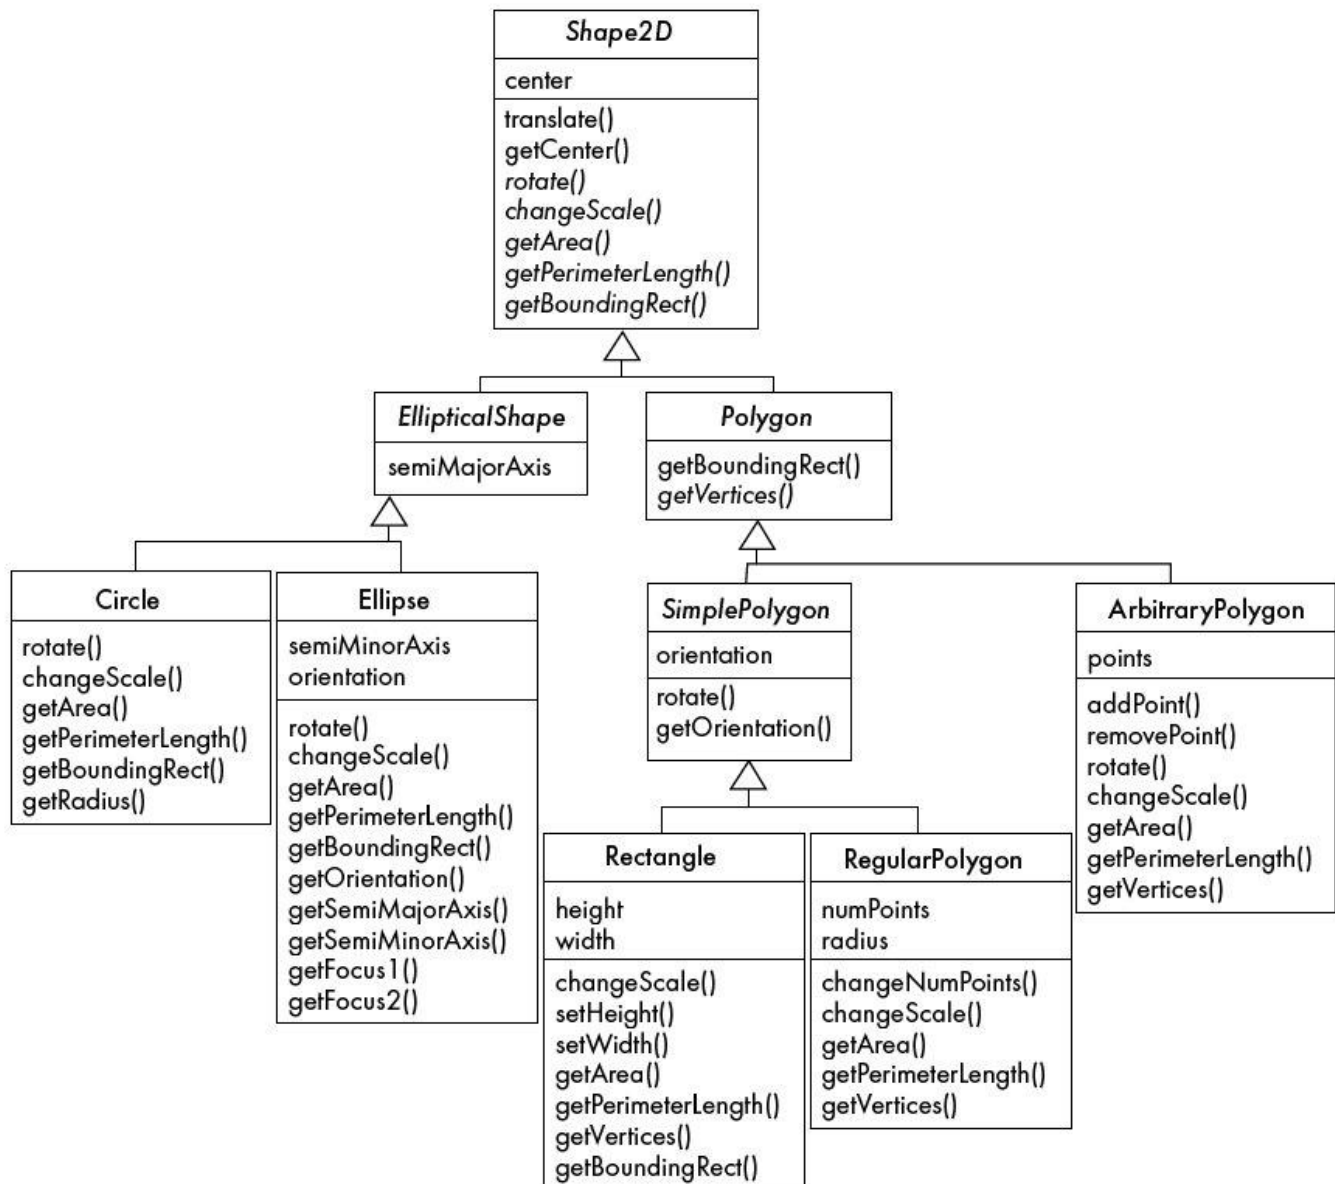 Shape2D
center
translate()
getCenter()
rotate()
changeScale()
getArea()
getPerimeterLength()
getBoundingRect()
EllipticalShape
semiMajorAxis
Polygon
getBoundingRect()
getVertices()
Circle
rotate()
changeScale()
getArea()
getPerimeterLength()
getBoundingRect()
getRadius()
Ellipse
semiMinorAxis
orientation
rotate()
changeScale()
getArea()
getPerimeterLength()
getBoundingRect()
getOrientation()
getSemiMajorAxis()
getSemiMinorAxis()
getFocus1()
getFocus2()
SimplePolygon
orientation
rotate()
getOrientation()
ArbitraryPolygon
points
addPoint()
removePoint()
rotate()
changeScale()
getArea()
getPerimeterLength()
getVertices()
Rectangle
height
width
changeScale()
setHeight()
setWidth()
getArea()
getPerimeterLength()
getVertices()
getBoundingRect()
RegularPolygon
numPoints
radius
changeNumPoints()
changeScale()
getArea()
getPerimeterLength()
getVertices()